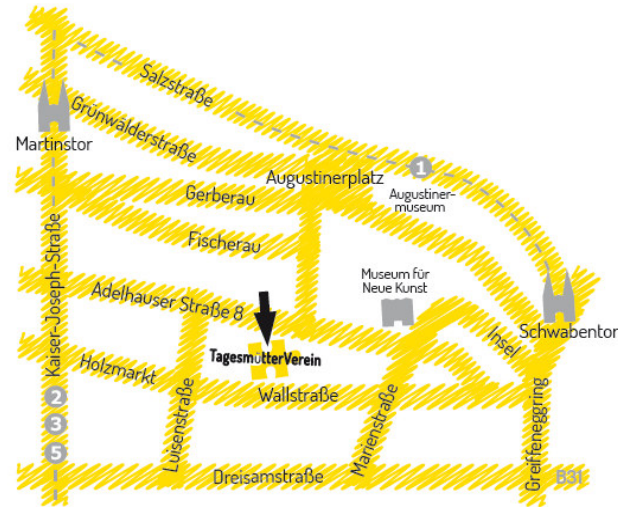 Salzstraße
Grünwälderstraße
Martinstor
1
Augustinerplatz
Gerberau
Augustiner-
museum
Fischerau
Kaiser-Joseph-Straße
Museum für
Neue Kunst
Adelhauser Straße 8
Schwabentor
Insel
TagesmütterVerein
Holzmarkt
Wallstraße
2
3
5
Luisenstraße
Marienstraße
Greiffeneggring
Dreisamstraße
B31